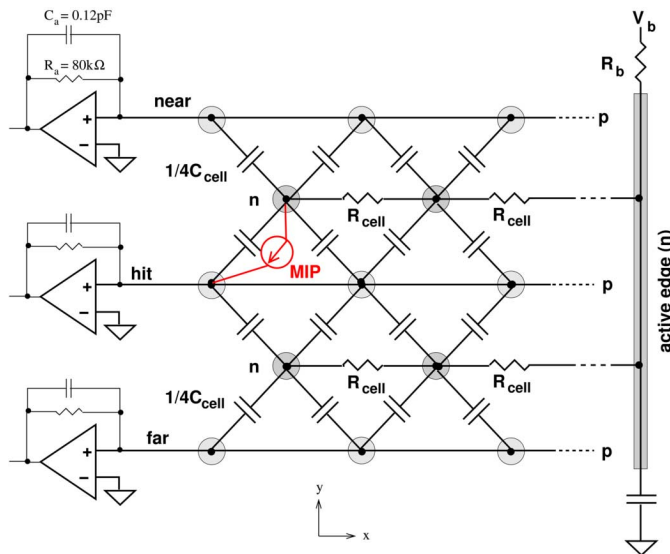 C_a = 0.12pF
V_b
R_b
R_a = 80kΩ
near
p
1/4C_cell
n
R_cell
R_cell
MIP
hit
p
active edge (n)
n
R_cell
R_cell
1/4C_cell
far
p
y
x
+
−
+
−
+
−